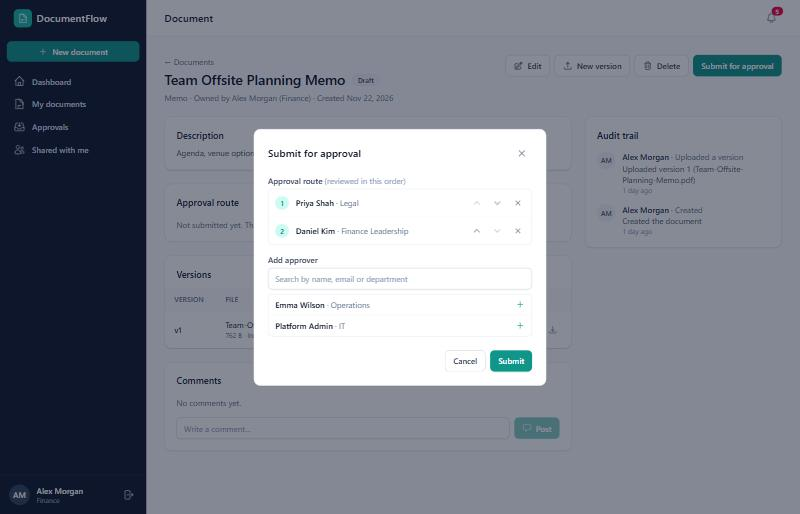 DocumentFlow
New document
Dashboard
My documents
Approvals
Shared with me
AM
Alex Morgan
Finance
Document
5
← Documents
Team Offsite Planning Memo Draft
Memo · Owned by Alex Morgan (Finance) · Created Nov 22, 2026
Edit
New version
Delete
Submit for approval
Description
Agenda, venue
Approval route
Not submitted yet.
Versions
VERSION FILE
v1
762 B
Comments
No comments yet.
Write a comment...
Post
Audit trail
AM
Alex Morgan · Uploaded a version
Uploaded version 1 (Team-Offsite-
Planning-Memo.pdf)
1 day ago
AM
Alex Morgan · Created
Created the document
1 day ago
Submit for approval
Approval route (reviewed in this order)
1 Priya Shah · Legal
2 Daniel Kim · Finance Leadership
Add approver
Search by name, email or department
Emma Wilson · Operations
Platform Admin · IT
Cancel
Submit